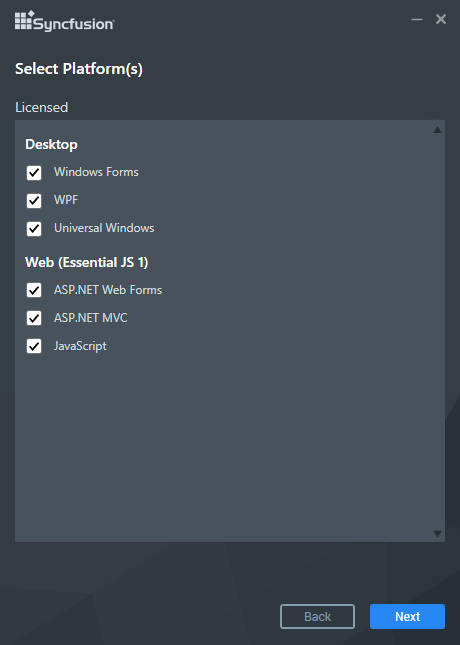 Syncfusion
Select Platform(s)
Licensed
Desktop
Windows Forms
WPF
Universal Windows
Web (Essential JS 1)
ASP.NET Web Forms
ASP.NET MVC
JavaScript
Back
Next